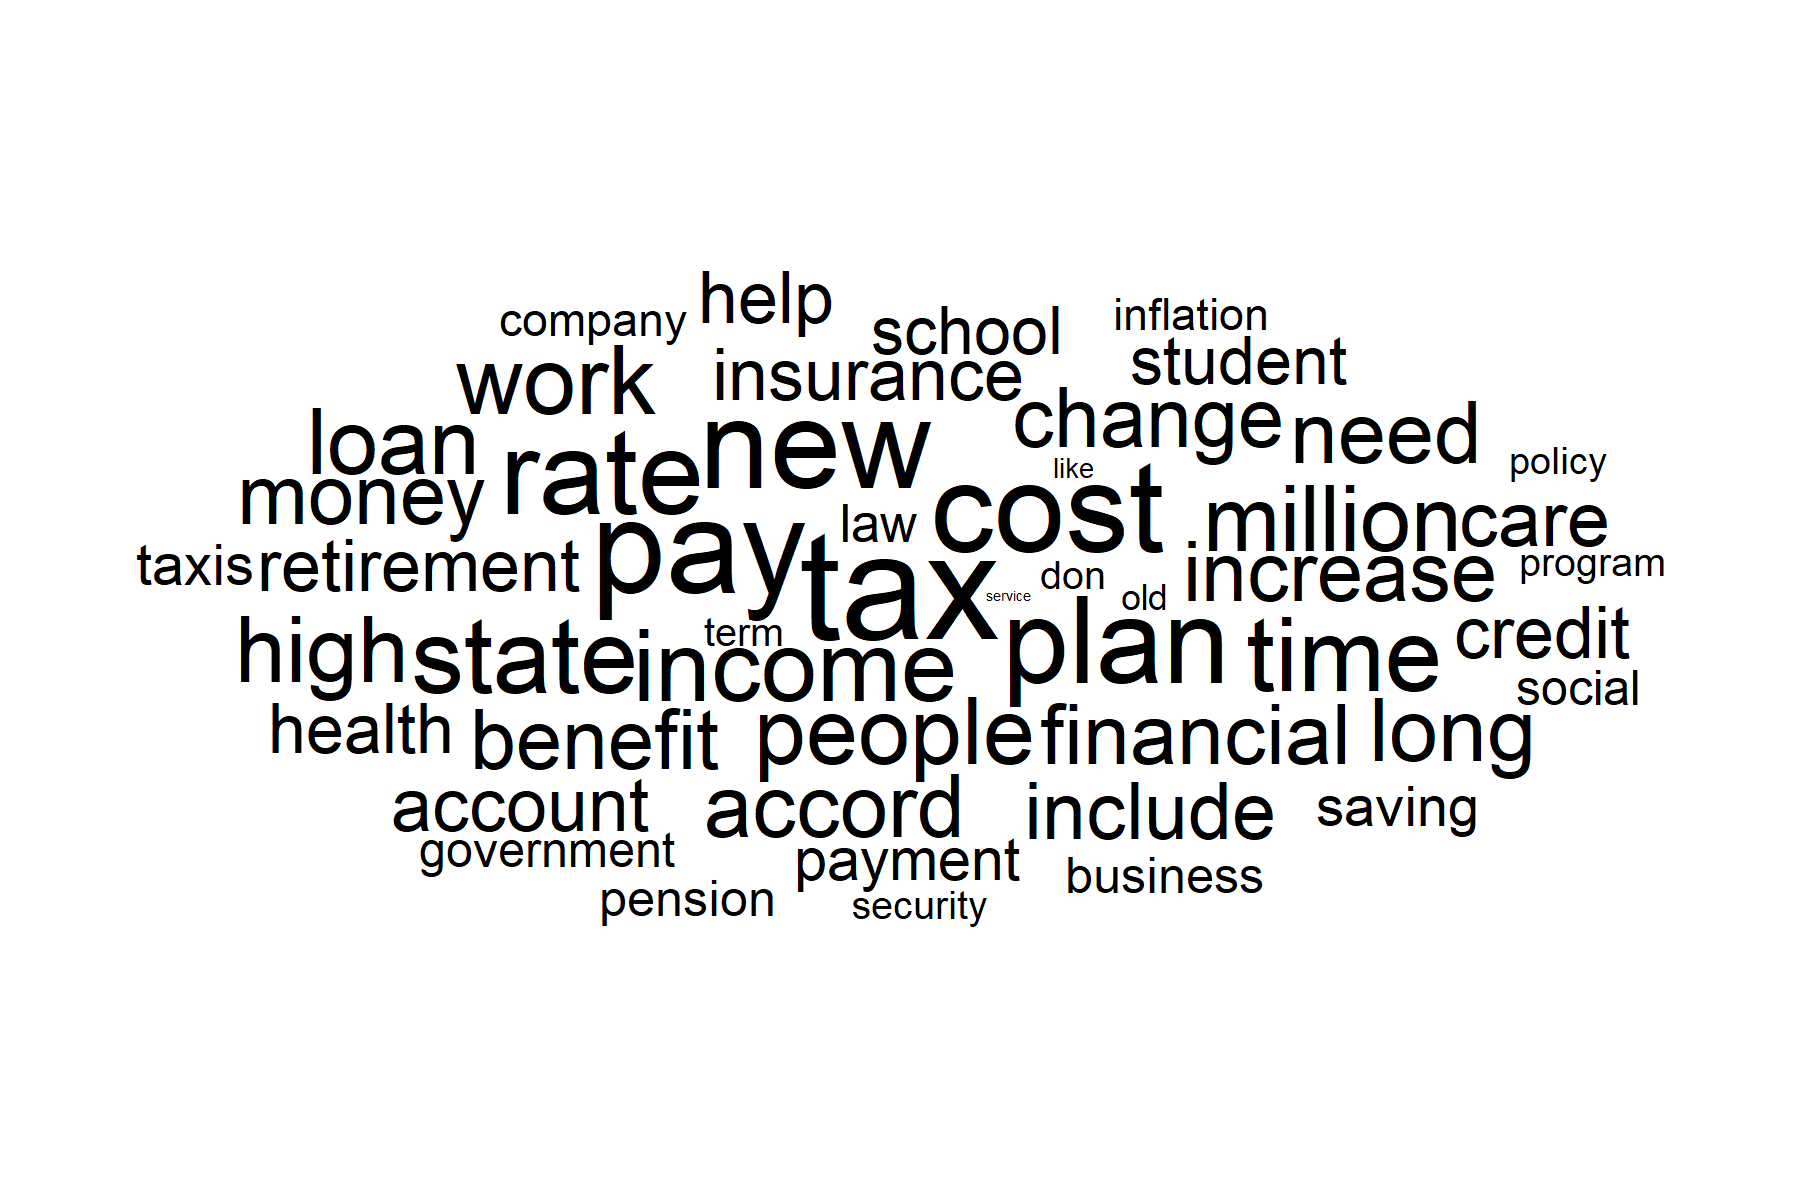 help
company
school
inflation
work
insurance
student
loan
rate
new
change
need
like
policy
money
pay
law
cost
million
care
taxis
retirement
tax
service
don
old
increase
program
high
state
term
income
plan
time
credit
social
health
benefit
people
financial
long
account
accord
include
saving
government
payment
business
pension
security